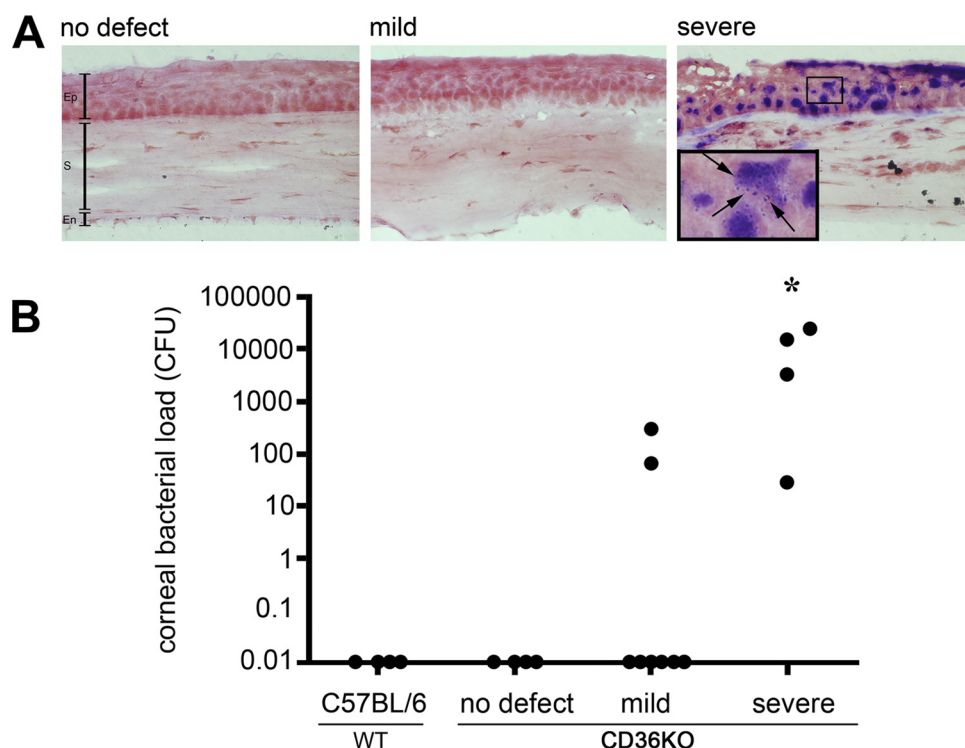 A
no defect
mild
severe
Ep
S
En
B
*
corneal bacterial load (CFU)
100000
10000
1000
100
10
1
0.1
0.01
C57BL/6
no defect
mild
severe
WT
CD36KO